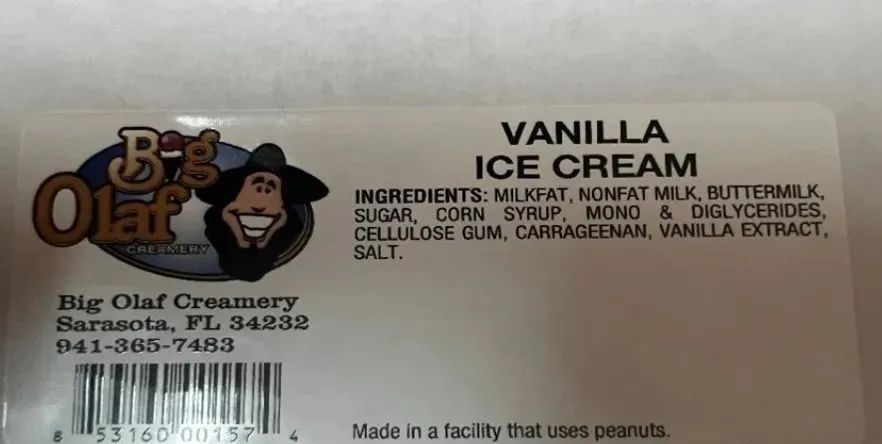 Big
Olaf
CREAMERY
Big Olaf Creamery
Sarasota, FL 34232
941-365-7483
8 53160 00157 4
VANILLA
ICE CREAM
INGREDIENTS: MILKFAT, NONFAT MILK, BUTTERMILK,
SUGAR, CORN SYRUP, MONO & DIGLYCERIDES,
CELLULOSE GUM, CARRAGEENAN, VANILLA EXTRACT,
SALT.
Made in a facility that uses peanuts.